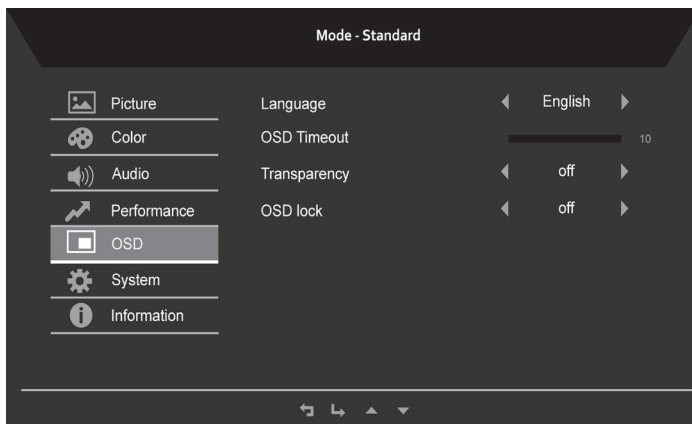 Mode - Standard
Picture
Language
English
Color
OSD Timeout
10
Audio
Transparency
off
Performance
OSD lock
off
OSD
System
Information